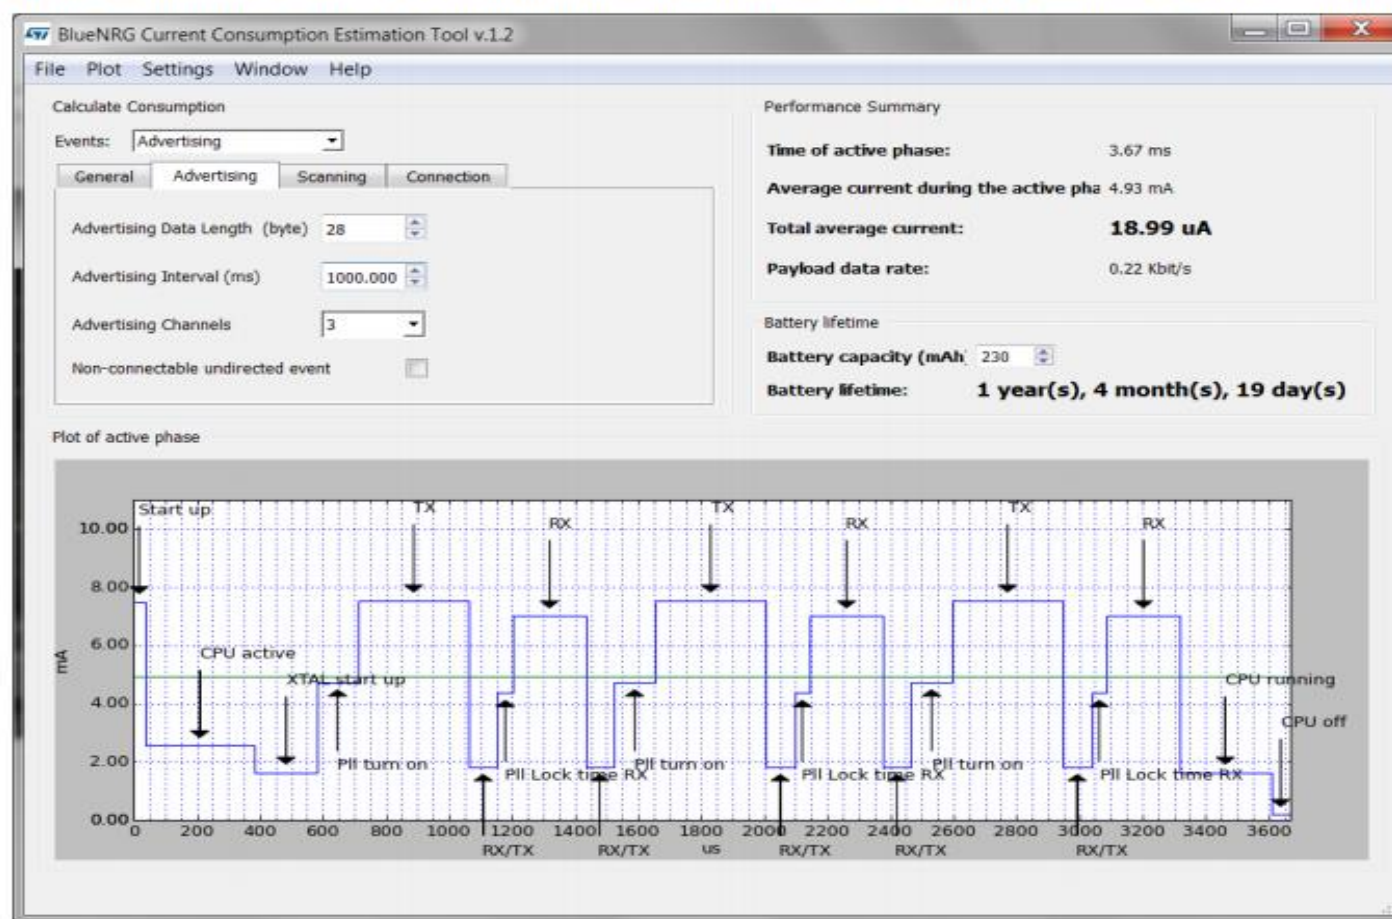 BlueNRG Current Consumption Estimation Tool v.1.2
File Plot Settings Window Help
Calculate Consumption
Events: Advertising
General Advertising Scanning Connection
Advertising Data Length (byte) 28
Advertising Interval (ms) 1000.000
Advertising Channels 3
Non-connectable undirected event
Performance Summary
Time of active phase: 3.67 ms
Average current during the active pha 4.93 mA
Total average current: 18.99 uA
Payload data rate: 0.22 Kbit/s
Battery lifetime
Battery capacity (mAh) 230
Battery lifetime: 1 year(s), 4 month(s), 19 day(s)
Plot of active phase
Start up TX TX TX
RX RX RX
10.00
8.00
6.00
CPU active
mA
XTAL start up CPU running
4.00
CPU off
2.00
Pll turn on Pll turn on Pll turn on
Pll Lock time RX Pll Lock time RX Pll Lock time RX
0.00
0 200 400 600 800 1000 1200 1400 1600 1800 2000 2200 2400 2600 2800 3000 3200 3400 3600
RX/TX RX/TX us RX/TX RX/TX RX/TX